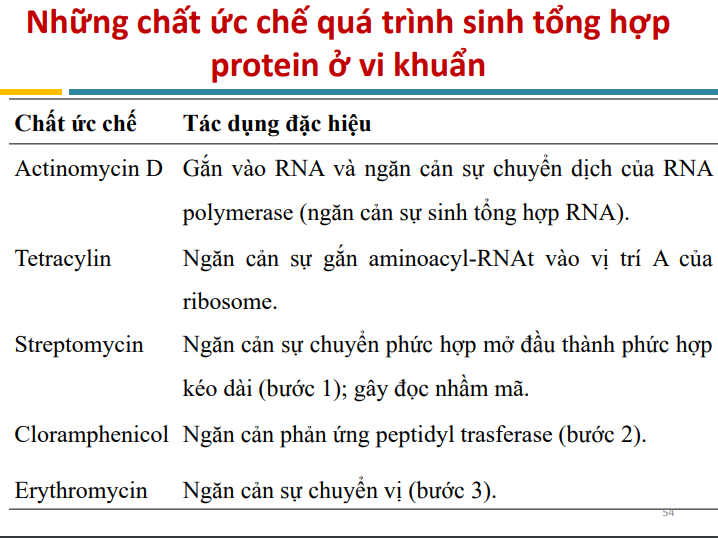 Những chất ức chế quá trình sinh tổng hợp
protein ở vi khuẩn
Chất ức chế Tác dụng đặc hiệu
Actinomycin D Gắn vào RNA và ngăn cản sự chuyển dịch của RNA
polymerase (ngăn cản sự sinh tổng hợp RNA).
Tetracylin Ngăn cản sự gắn aminoacyl-RNAt vào vị trí A của
ribosome.
Streptomycin Ngăn cản sự chuyển phức hợp mở đầu thành phức hợp
kéo dài (bước 1); gây đọc nhầm mã.
Cloramphenicol Ngăn cản phản ứng peptidyl trasferase (bước 2).
Erythromycin Ngăn cản sự chuyển vị (bước 3).
54